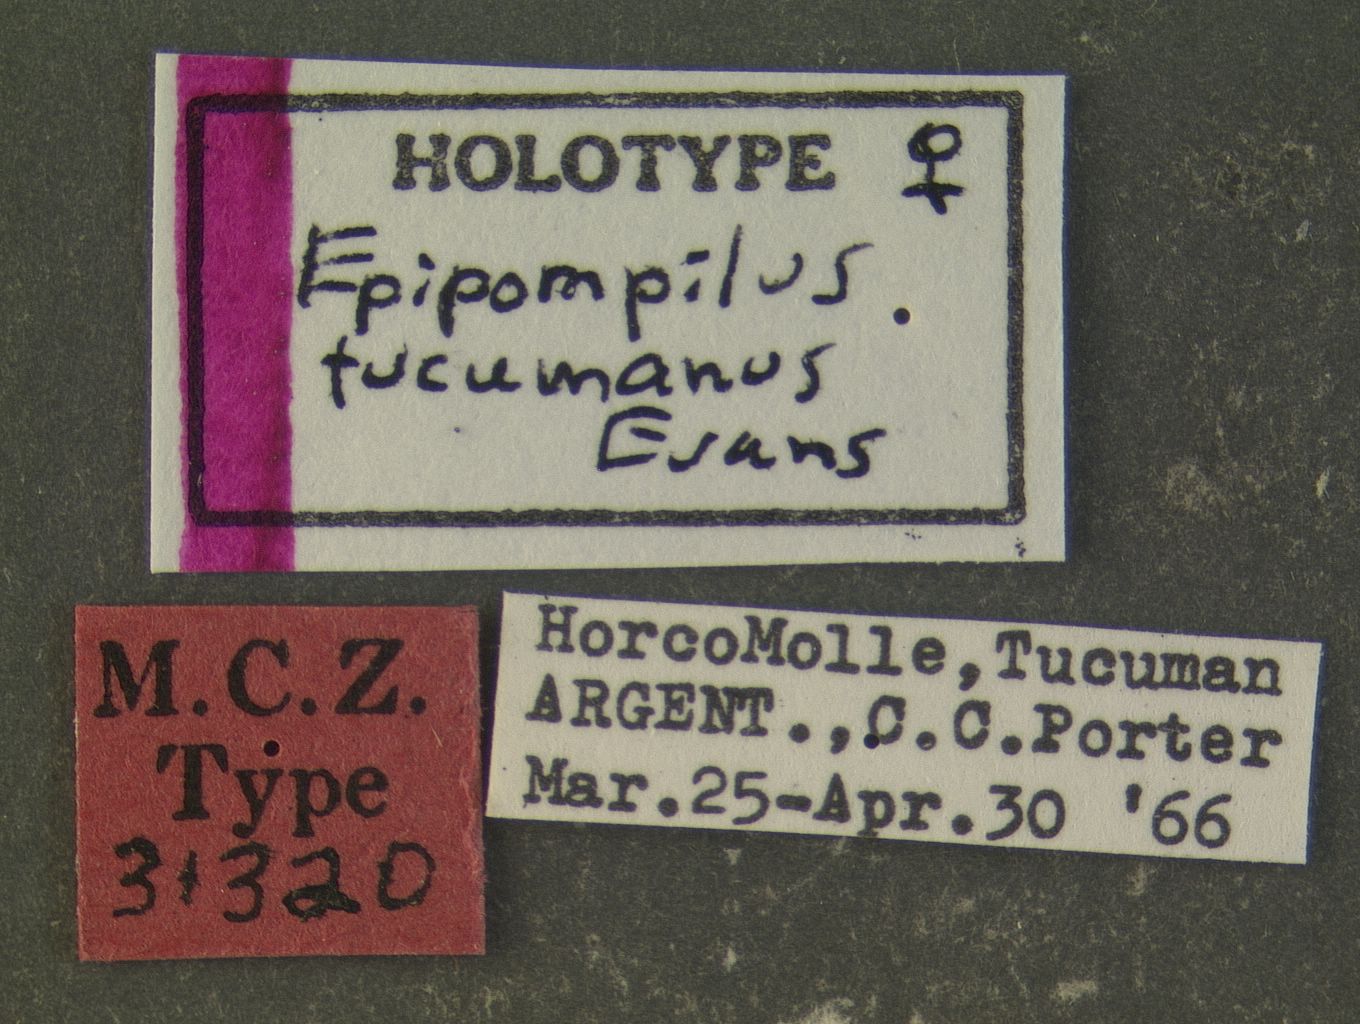 HOLOTYPE ♀
Epipompilus.
tucumanus
Evans
M.C.Z.
Type
31320
HorcoMolle, Tucuman
ARGENT., C.C.Porter
Mar.25-Apr.30 '66